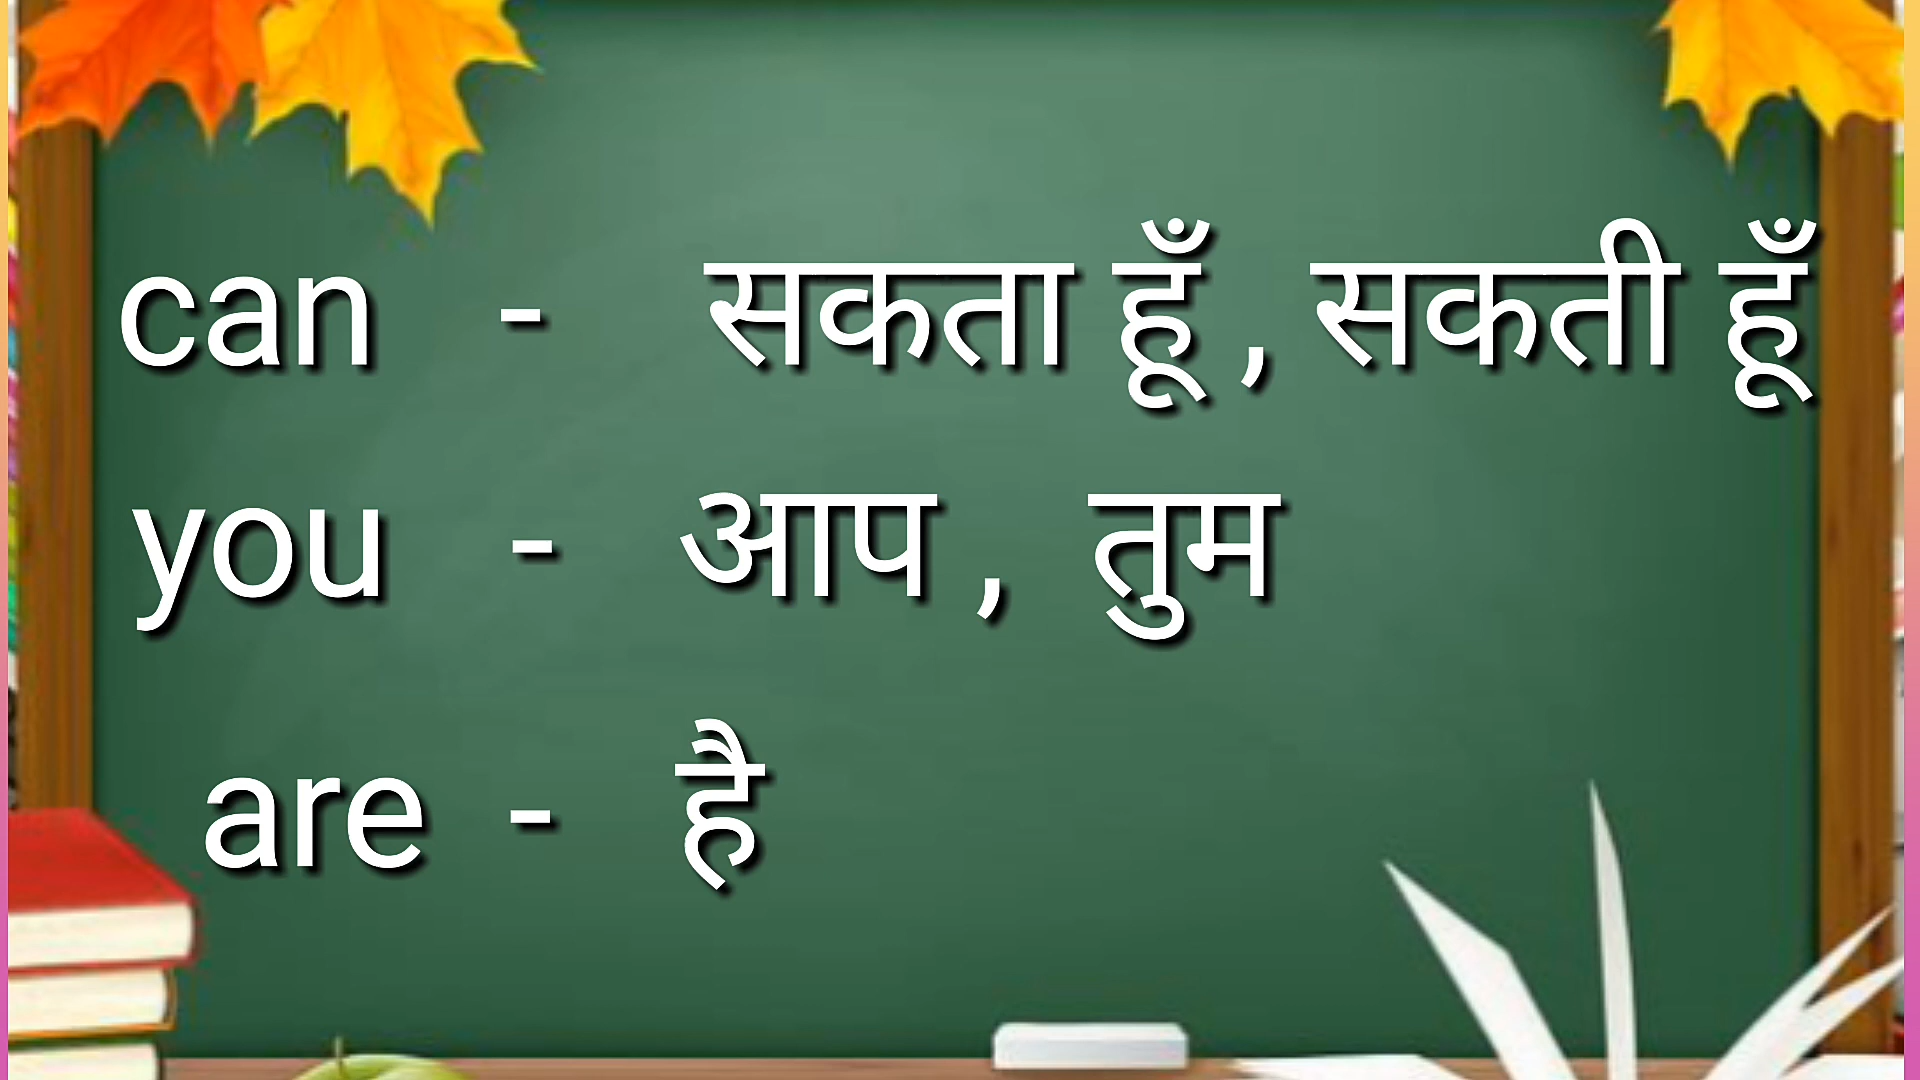 can - सकता हूँ , सकती हूँ
you - आप , तुम
are - है